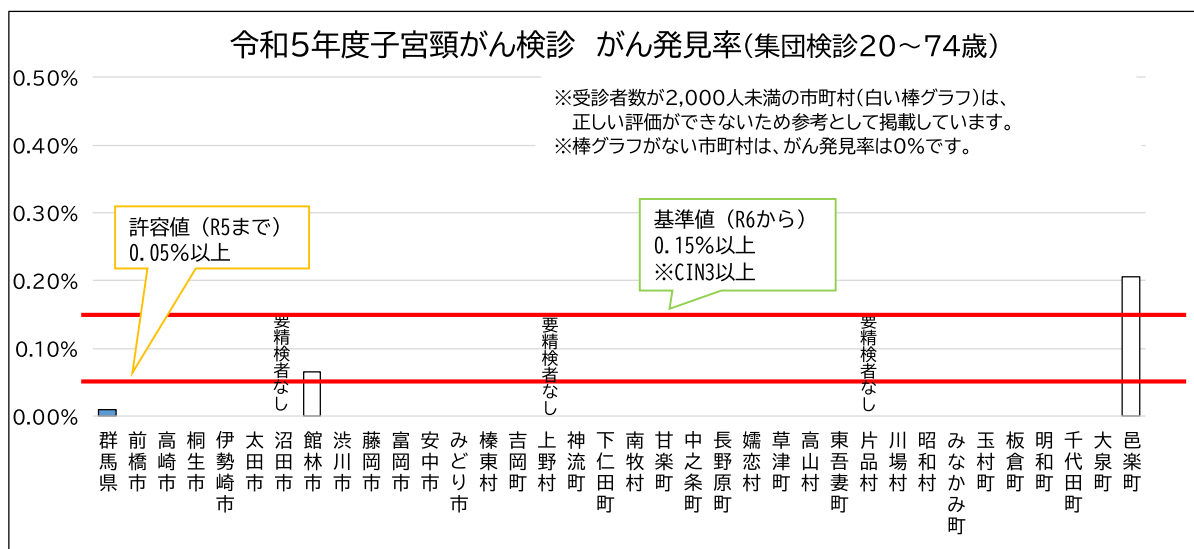 令和5年度子宮頸がん検診　がん発見率(集団検診20～74歳)
※受診者数が2,000人未満の市町村(白い棒グラフ)は、
正しい評価ができないため参考として掲載しています。
※棒グラフがない市町村は、がん発見率は0%です。
0.50%
0.40%
0.30%
0.20%
0.10%
0.00%
許容値（R5まで）
0.05%以上
基準値（R6から）
0.15%以上
※CIN3以上
要精検者なし
要精検者なし
要精検者なし
群馬県
前橋市
高崎市
桐生市
伊勢崎市
太田市
沼田市
館林市
渋川市
藤岡市
富岡市
安中市
みどり市
榛東村
吉岡町
上野村
神流町
下仁田町
南牧村
甘楽町
中之条町
長野原町
嬬恋村
草津町
高山村
東吾妻町
片品村
川場村
昭和村
みなかみ町
玉村町
板倉町
明和町
千代田町
大泉町
邑楽町